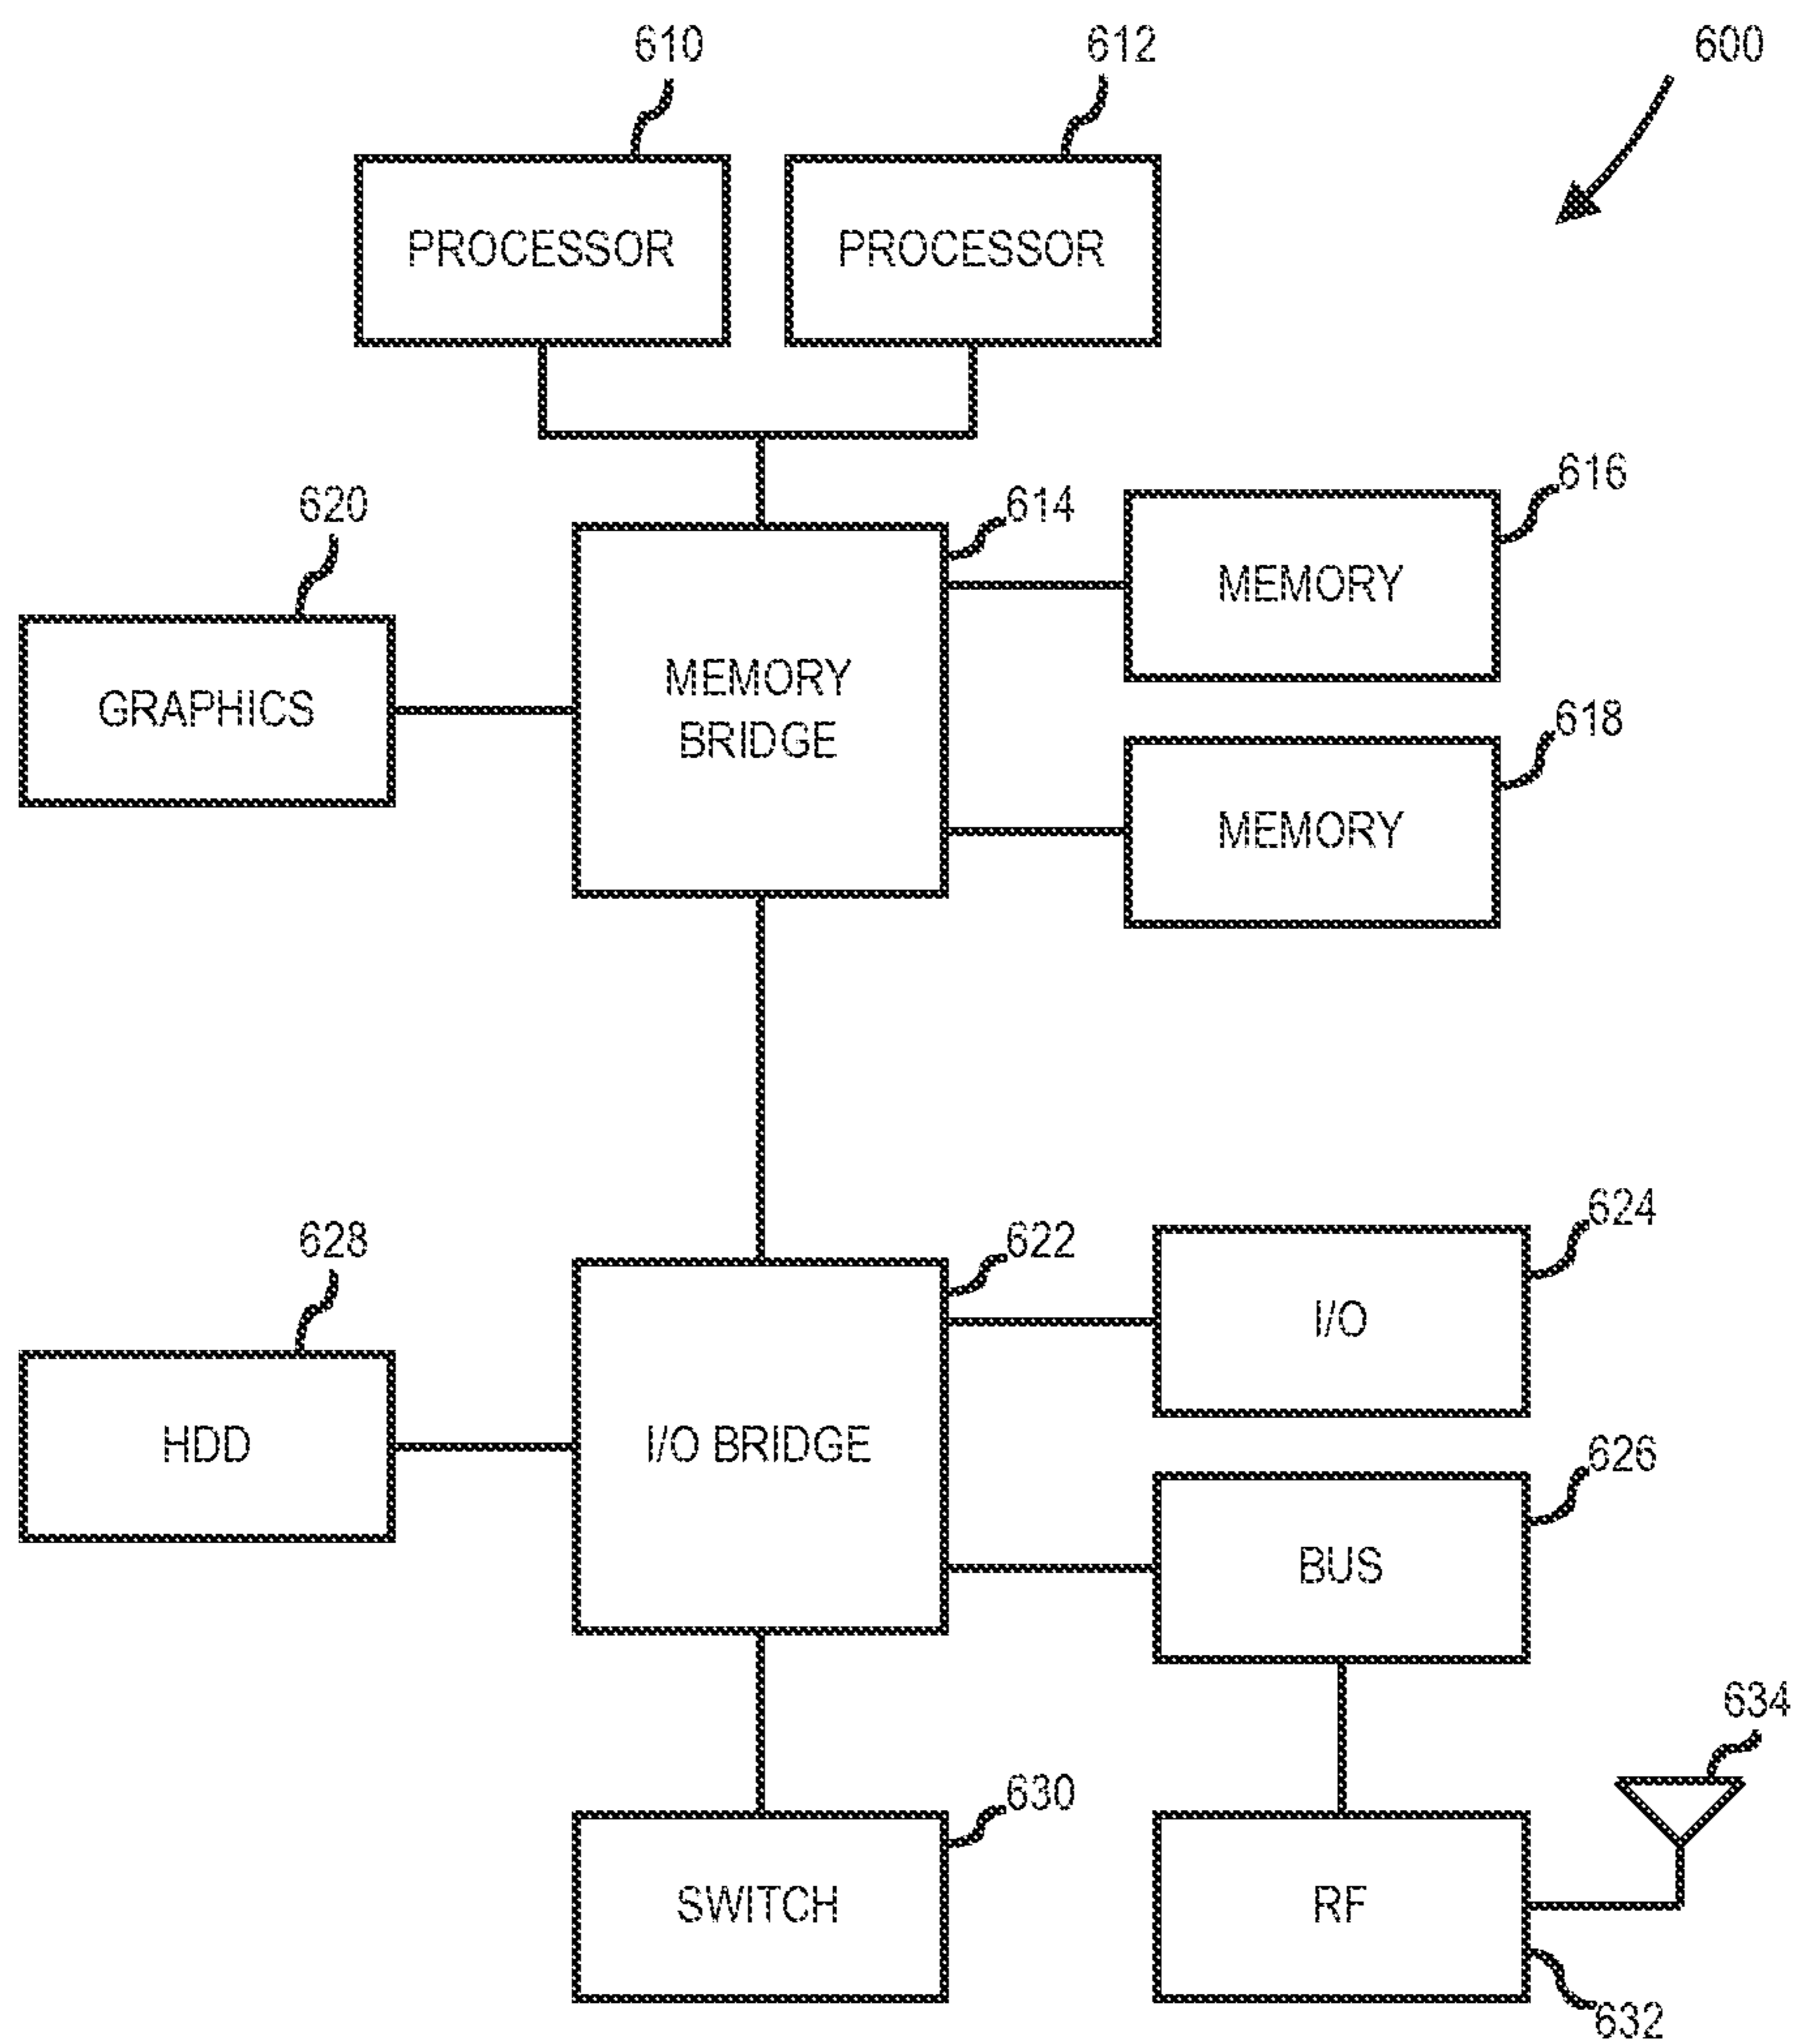 610
612
600
PROCESSOR
PROCESSOR
620
614
616
MEMORY
GRAPHICS
MEMORY
BRIDGE
618
MEMORY
628
622
624
I/O
HDD
I/O BRIDGE
626
BUS
634
630
SWITCH
RF
632